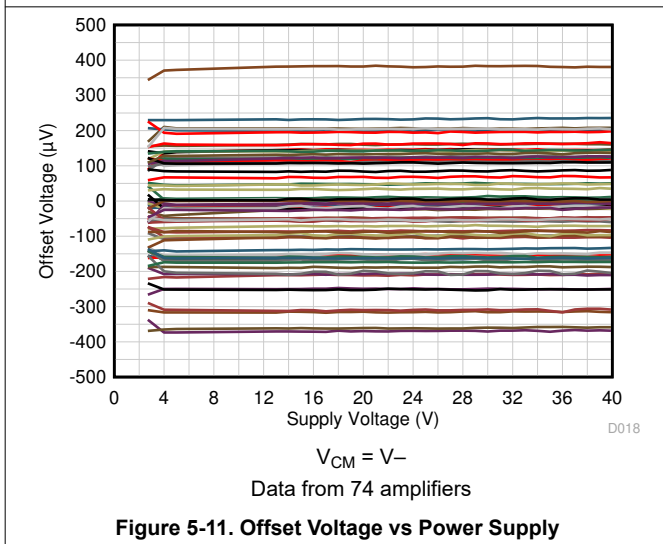 500
400
300
200
100
0
-100
-200
-300
-400
-500
Offset Voltage (µV)
0 4 8 12 16 20 24 28 32 36 40
Supply Voltage (V)
D018
VCM = V–
Data from 74 amplifiers
Figure 5-11. Offset Voltage vs Power Supply